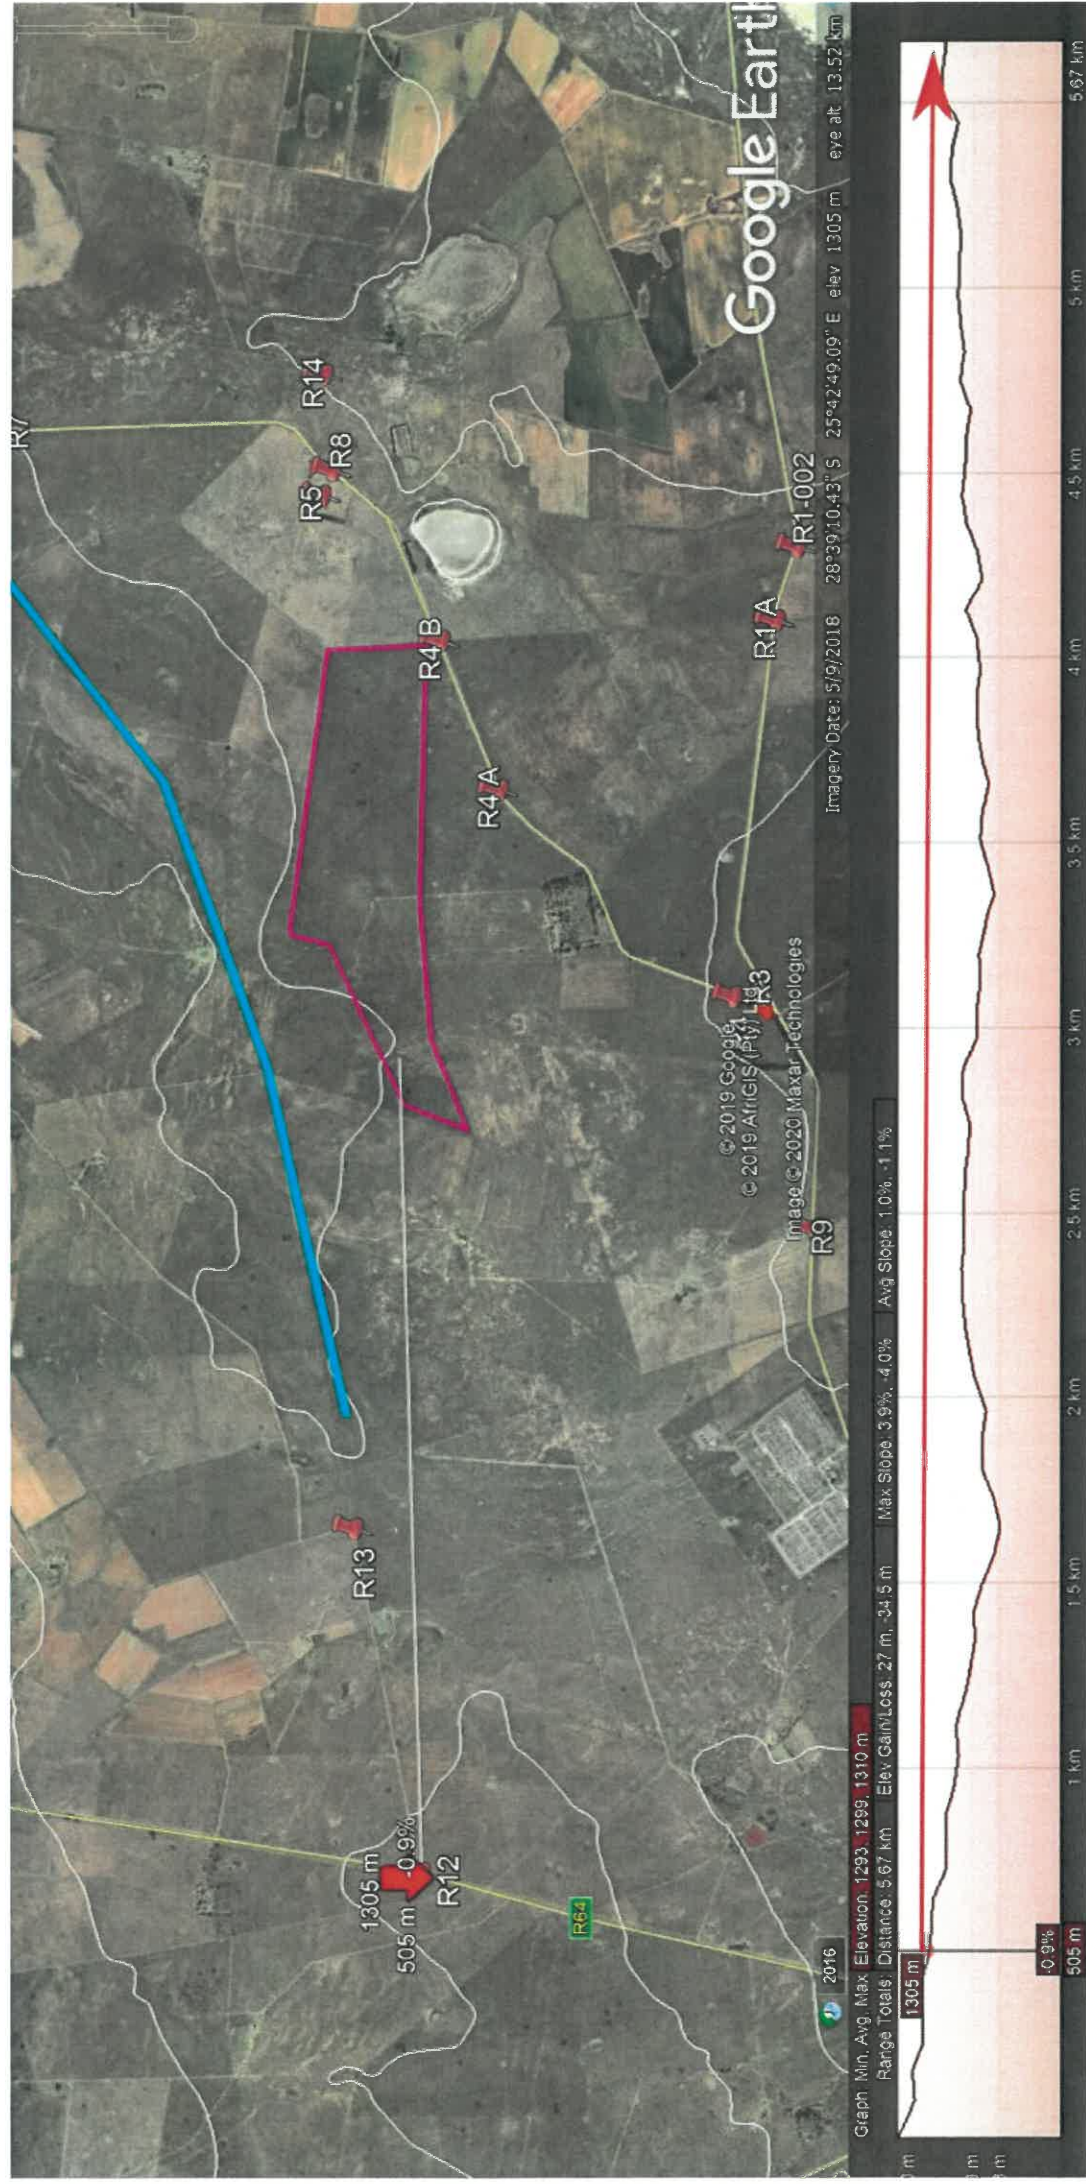 R7
R14
R8
R5
R4 B
R4 A
R13
1305 m
505 m
-0.9%
R12
R64
R1 A
R1-002
R3
R9
© 2019 Google
© 2019 AfriGIS (Pty) Ltd.
Image © 2020 Maxar Technologies
Google Earth
2016
Imagery Date: 5/9/2018 28°39'10.43" S 25°42'49.09" E elev 1305 m eye alt 13.52 km
Graph: Min, Avg, Max Elevation: 1293, 1299, 1310 m
Range Totals: Distance: 5.67 km Elev Gain/Loss: 27 m, -34.5 m Max Slope: 3.9%, -4.0% Avg Slope: 1.0%, -1.1%
1305 m
-0.9%
505 m
1 km
1.5 km
2 km
2.5 km
3 km
3.5 km
4 km
4.5 km
5 km
5.67 km